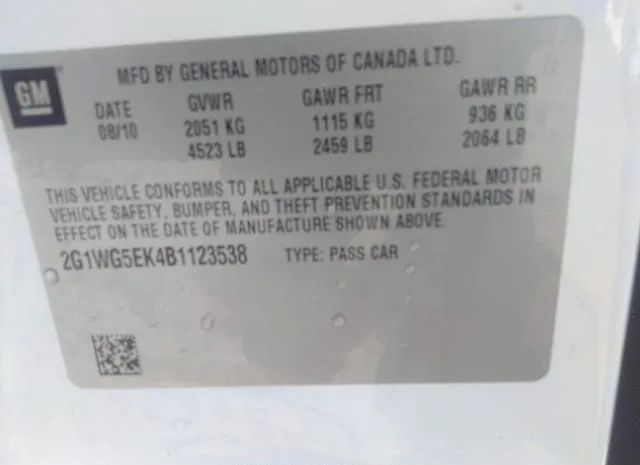 GM
MFD BY GENERAL MOTORS OF CANADA LTD.
DATE GVWR GAWR FRT GAWR RR
08/10 2051 KG 1115 KG 936 KG
4523 LB 2459 LB 2064 LB
THIS VEHICLE CONFORMS TO ALL APPLICABLE U.S. FEDERAL MOTOR
VEHICLE SAFETY, BUMPER, AND THEFT PREVENTION STANDARDS IN
EFFECT ON THE DATE OF MANUFACTURE SHOWN ABOVE.
2G1WG5EK4B1123538 TYPE: PASS CAR